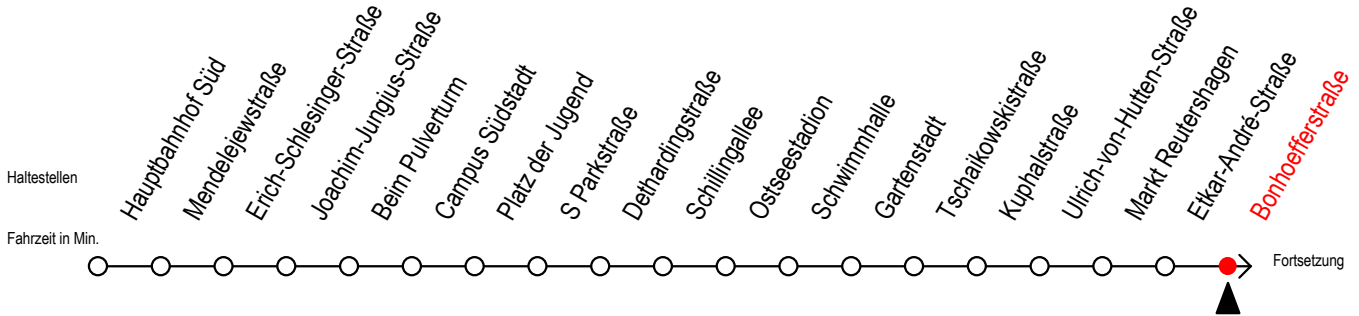 Haltestellen
Hauptbahnhof Süd
Mendelejewstraße
Erich-Schlesinger-Straße
Joachim-Jungius-Straße
Beim Pulverturm
Campus Südstadt
Platz der Jugend
S Parkstraße
Dethardingstraße
Schillingallee
Ostseestadion
Schwimmhalle
Gartenstadt
Tschaikowskistraße
Kuphalstraße
Ulrich-von-Hutten-Straße
Markt Reutershagen
Etkar-André-Straße
Bonhoefferstraße
Fahrzeit in Min.
Fortsetzung